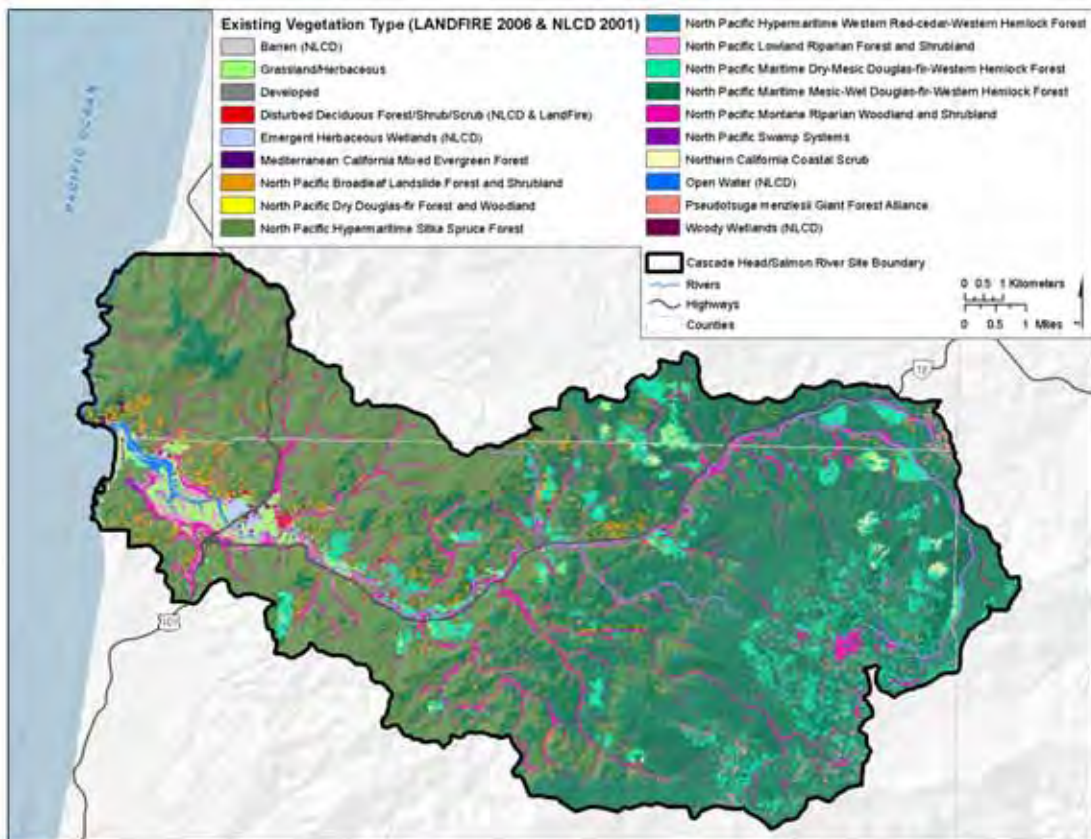 Existing Vegetation Type (LANDFIRE 2006 & NLCD 2001)
Barren (NLCD)
Grassland/Herbaceous
Developed
Disturbed Deciduous Forest/Shrub/Scrub (NLCD & LandFire)
Emergent Herbaceous Wetlands (NLCD)
Mediterranean California Mixed Evergreen Forest
North Pacific Broadleaf Landslide Forest and Shrubland
North Pacific Dry Douglas-fir Forest and Woodland
North Pacific Hypermaritime Sitka Spruce Forest
North Pacific Hypermaritime Western Red-cedar-Western Hemlock Forest
North Pacific Lowland Riparian Forest and Shrubland
North Pacific Maritime Dry-Mesic Douglas-fir-Western Hemlock Forest
North Pacific Maritime Mesic-Wet Douglas-fir-Western Hemlock Forest
North Pacific Montane Riparian Woodland and Shrubland
North Pacific Swamp Systems
Northern California Coastal Scrub
Open Water (NLCD)
Pseudotsuga menziesii Giant Forest Alliance
Woody Wetlands (NLCD)
Cascade Head/Salmon River Site Boundary
Rivers
Highways
Counties
0 0.5 1 Kilometers
0 0.5 1 Miles
PACIFIC OCEAN
18
101